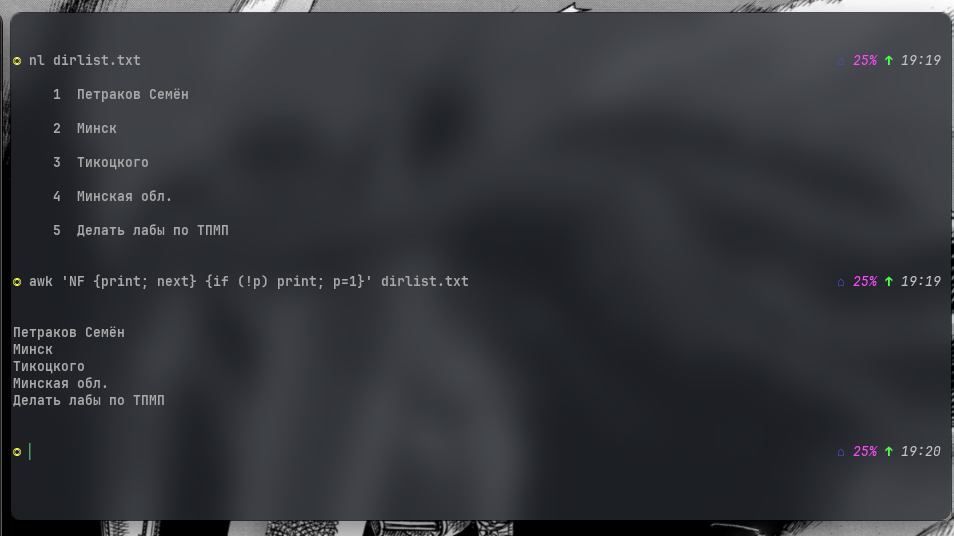 © nl dirlist.txt ⌂ 25% ↑ 19:19
1 Петраков Семён
2 Минск
3 Тикоцкого
4 Минская обл.
5 Делать лабы по ТПМП
© awk 'NF {print; next} {if (!p) print; p=1}' dirlist.txt ⌂ 25% ↑ 19:19
Петраков Семён
Минск
Тикоцкого
Минская обл.
Делать лабы по ТПМП
© ⌂ 25% ↑ 19:20